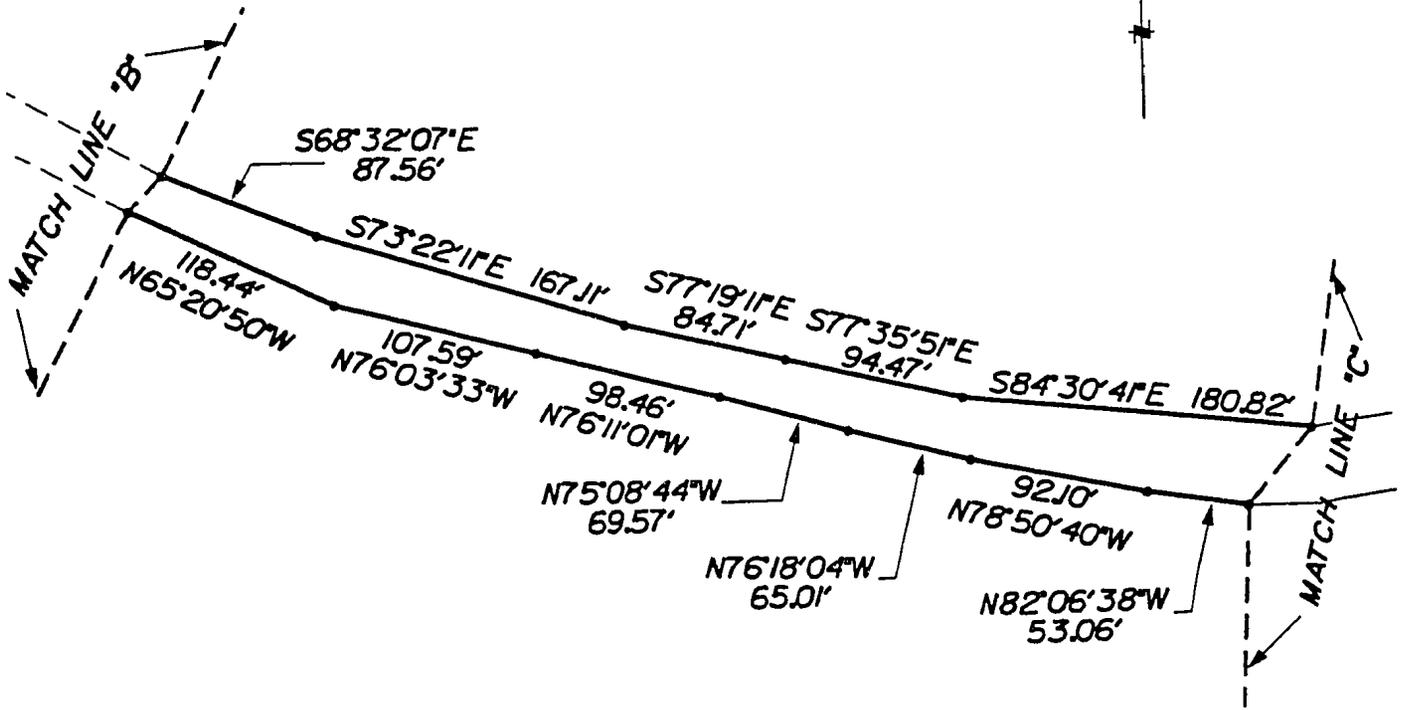 MATCH LINE "B"
S68°32'07"E
87.56'
S73°22'11"E 167.11'
S77°19'11"E
84.71'
S77°35'51"E
94.47'
S84°30'41"E 180.82'
118.44'
N65°20'50"W
107.59'
N76°03'33"W
98.46'
N76°11'01"W
N75°08'44"W
69.57'
N76°18'04"W
65.01'
92.10'
N78°50'40"W
N82°06'38"W
53.06'
MATCH LINE "C"